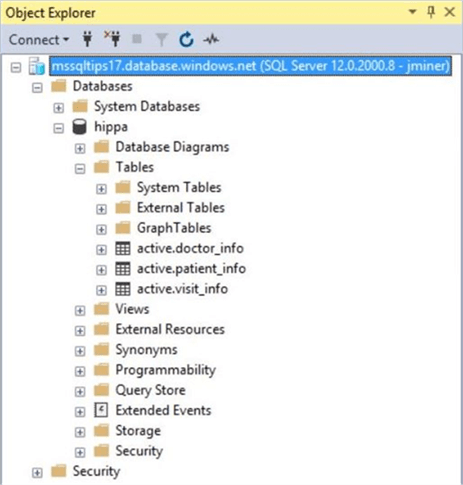 Object Explorer
Connect
mssqltips17.database.windows.net (SQL Server 12.0.2000.8 - jminer)
Databases
System Databases
hippa
Database Diagrams
Tables
System Tables
External Tables
GraphTables
active.doctor_info
active.patient_info
active.visit_info
Views
External Resources
Synonyms
Programmability
Query Store
Extended Events
Storage
Security
Security